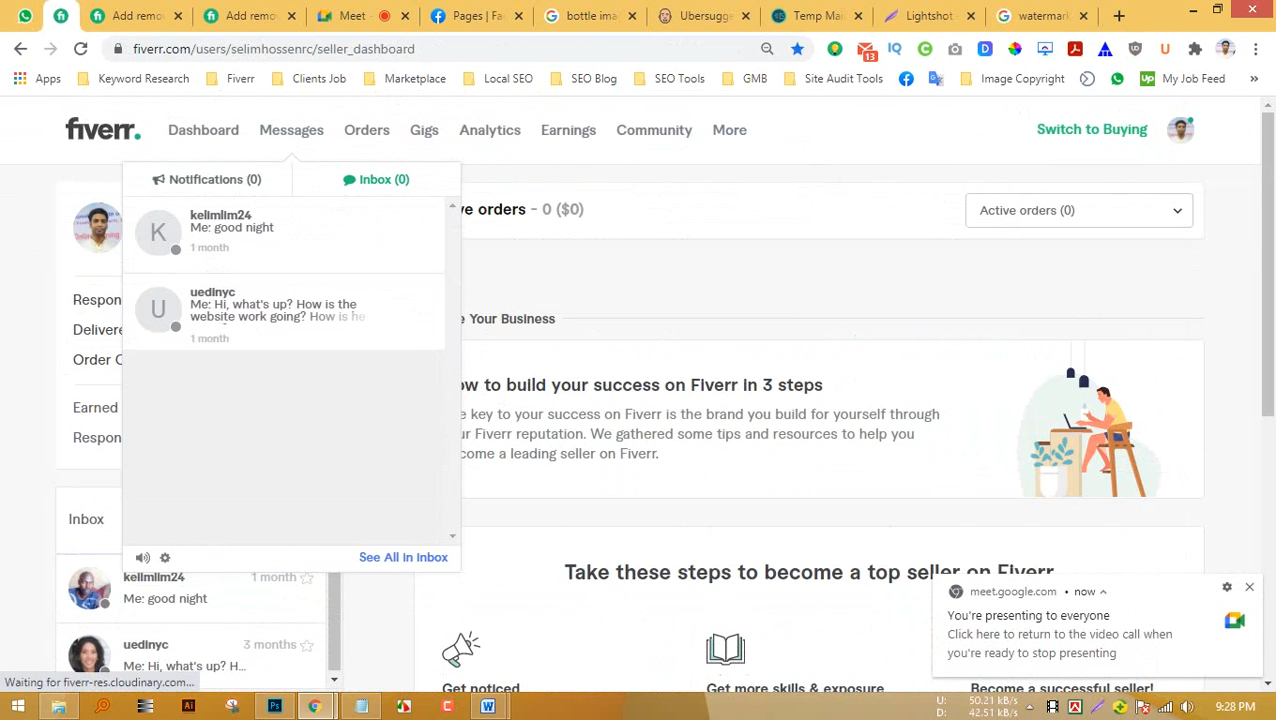 Add remo
Add remo
Meet -
Pages | Fa
bottle ima
Ubersugge
Temp Mai
Lightshot -
watermark
fiverr.com/users/selimhossenrc/seller_dashboard
13
Apps
Keyword Research
Fiverr
Clients Job
Marketplace
Local SEO
SEO Blog
SEO Tools
GMB
Site Audit Tools
Image Copyright
My Job Feed
fiverr.
Dashboard
Messages
Orders
Gigs
Analytics
Earnings
Community
More
Switch to Buying
Notifications (0)
Inbox (0)
K
kelimlim24
Me: good night
1 month
U
uedinyc
Me: Hi, what's up? How is the
website work going? How is he
1 month
See All in Inbox
ve orders - 0 ($0)
Active orders (0)
Respon
Delivere
Order C
Earned
Respon
e Your Business
ow to build your success on Fiverr in 3 steps
e key to your success on Fiverr is the brand you build for yourself through
ur Fiverr reputation. We gathered some tips and resources to help you
come a leading seller on Fiverr.
Inbox
kelimlim24
1 month
Me: good night
uedinyc
3 months
Me: Hi, what's up? H...
Take these steps to become a top seller on Fiverr
Get noticed
Get more skills & exposure
Become a successful seller!
meet.google.com • now
You're presenting to everyone
Click here to return to the video call when
you're ready to stop presenting
Waiting for fiverr-res.cloudinary.com...
U: 50.21 kB/s
D: 42.51 kB/s
9:28 PM